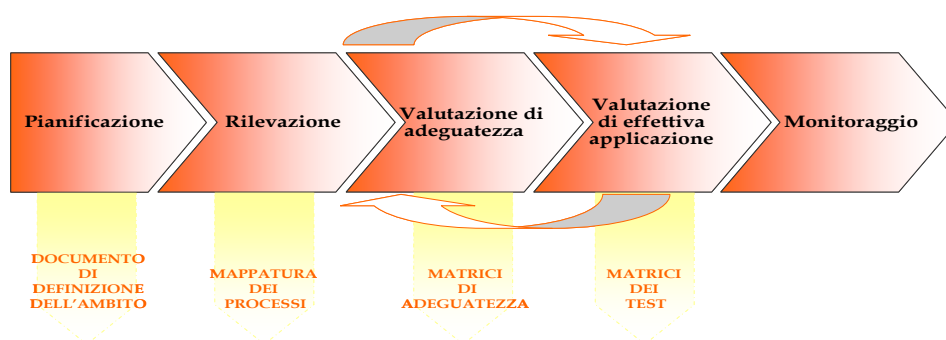 Pianificazione
Rilevazione
Valutazione di
adeguatezza
Valutazione
di effettiva
applicazione
Monitoraggio
DOCUMENTO
DI
DEFINIZIONE
DELL'AMBITO
MAPPATURA
DEI
PROCESSI
MATRICI
DI
ADEGUATEZZA
MATRICI
DEI
TEST